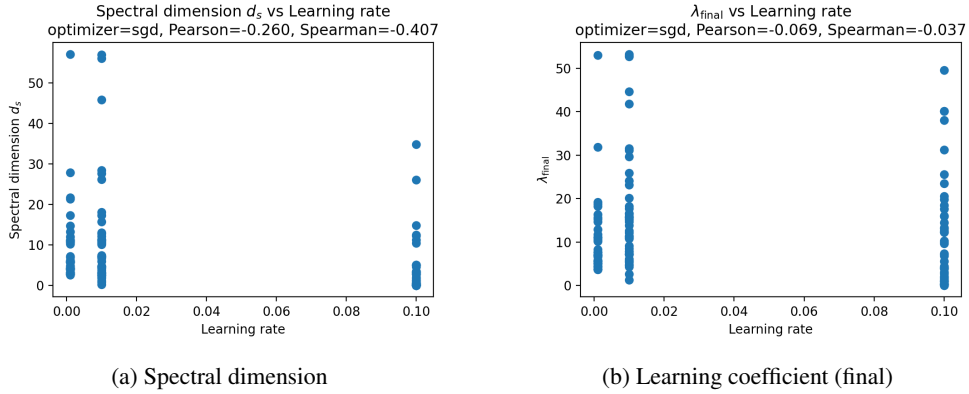 Spectral dimension d_s vs Learning rate
optimizer=sgd, Pearson=-0.260, Spearman=-0.407
50
40
30
20
10
0
Spectral dimension d_s
0.00 0.02 0.04 0.06 0.08 0.10
Learning rate
(a) Spectral dimension
λ_final vs Learning rate
optimizer=sgd, Pearson=-0.069, Spearman=-0.037
50
40
30
20
10
0
λ_final
0.00 0.02 0.04 0.06 0.08 0.10
Learning rate
(b) Learning coefficient (final)